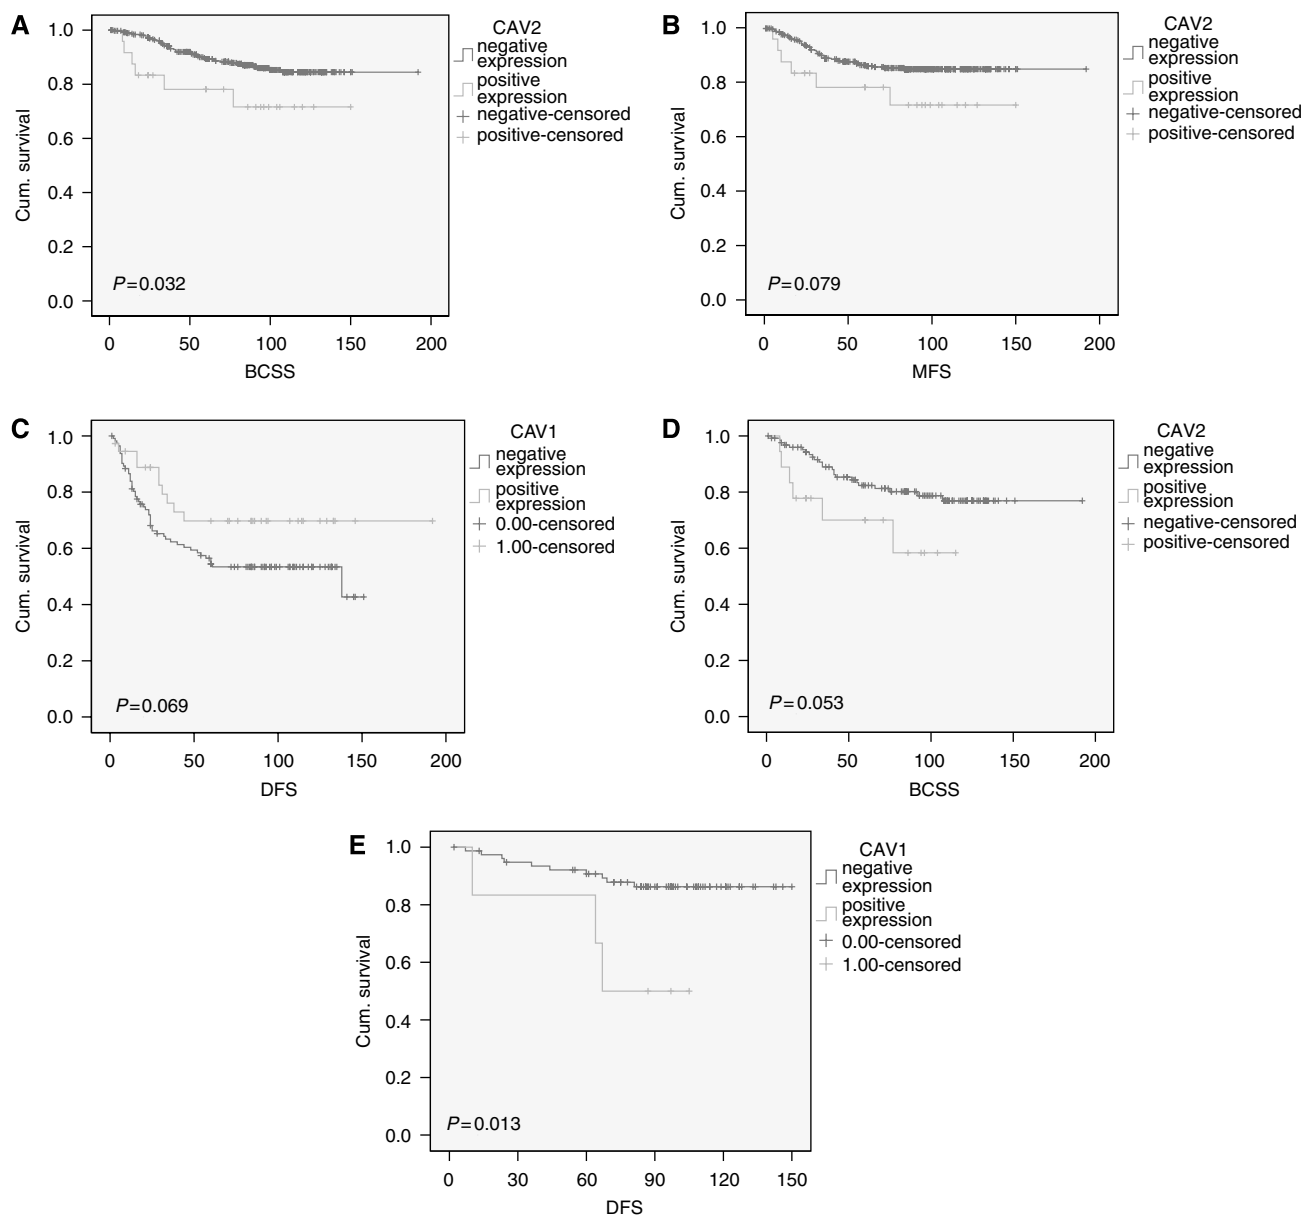 A
CAV2
negative
expression
positive
expression
negative-censored
positive-censored
1.0
0.8
0.6
0.4
0.2
0.0
Cum. survival
P=0.032
0 50 100 150 200
BCSS
B
CAV2
negative
expression
positive
expression
negative-censored
positive-censored
1.0
0.8
0.6
0.4
0.2
0.0
Cum. survival
P=0.079
0 50 100 150 200
MFS
C
CAV1
negative
expression
positive
expression
0.00-censored
1.00-censored
1.0
0.8
0.6
0.4
0.2
0.0
Cum. survival
P=0.069
0 50 100 150 200
DFS
D
CAV2
negative
expression
positive
expression
negative-censored
positive-censored
1.0
0.8
0.6
0.4
0.2
0.0
Cum. survival
P=0.053
0 50 100 150 200
BCSS
E
CAV1
negative
expression
positive
expression
0.00-censored
1.00-censored
1.0
0.8
0.6
0.4
0.2
0.0
Cum. survival
P=0.013
0 30 60 90 120 150
DFS